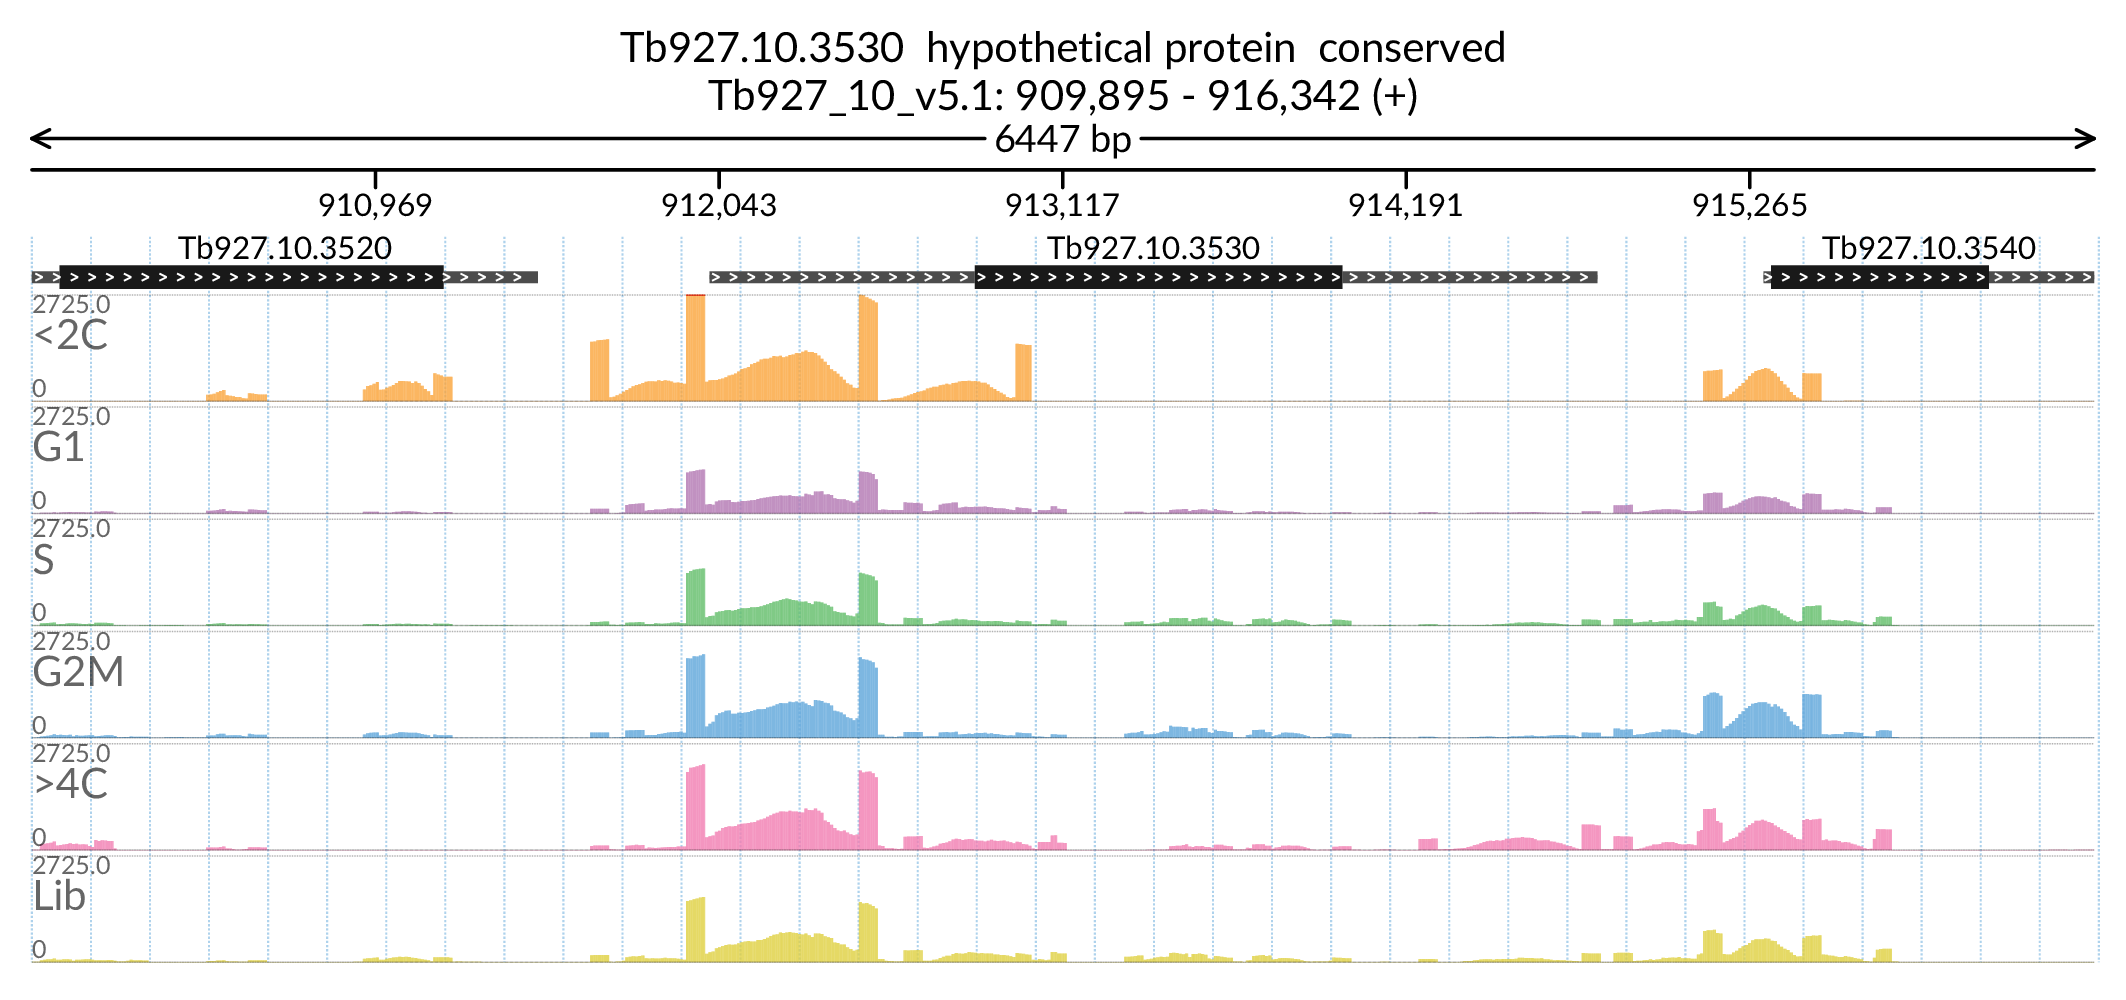 Tb927.10.3530 hypothetical protein conserved
Tb927_10_v5.1: 909,895 - 916,342 (+)
6447 bp
910,969 912,043 913,117 914,191 915,265
Tb927.10.3520 Tb927.10.3530 Tb927.10.3540
2725.0
<2C
0
2725.0
G1
0
2725.0
S
0
2725.0
G2M
0
2725.0
>4C
0
2725.0
Lib
0